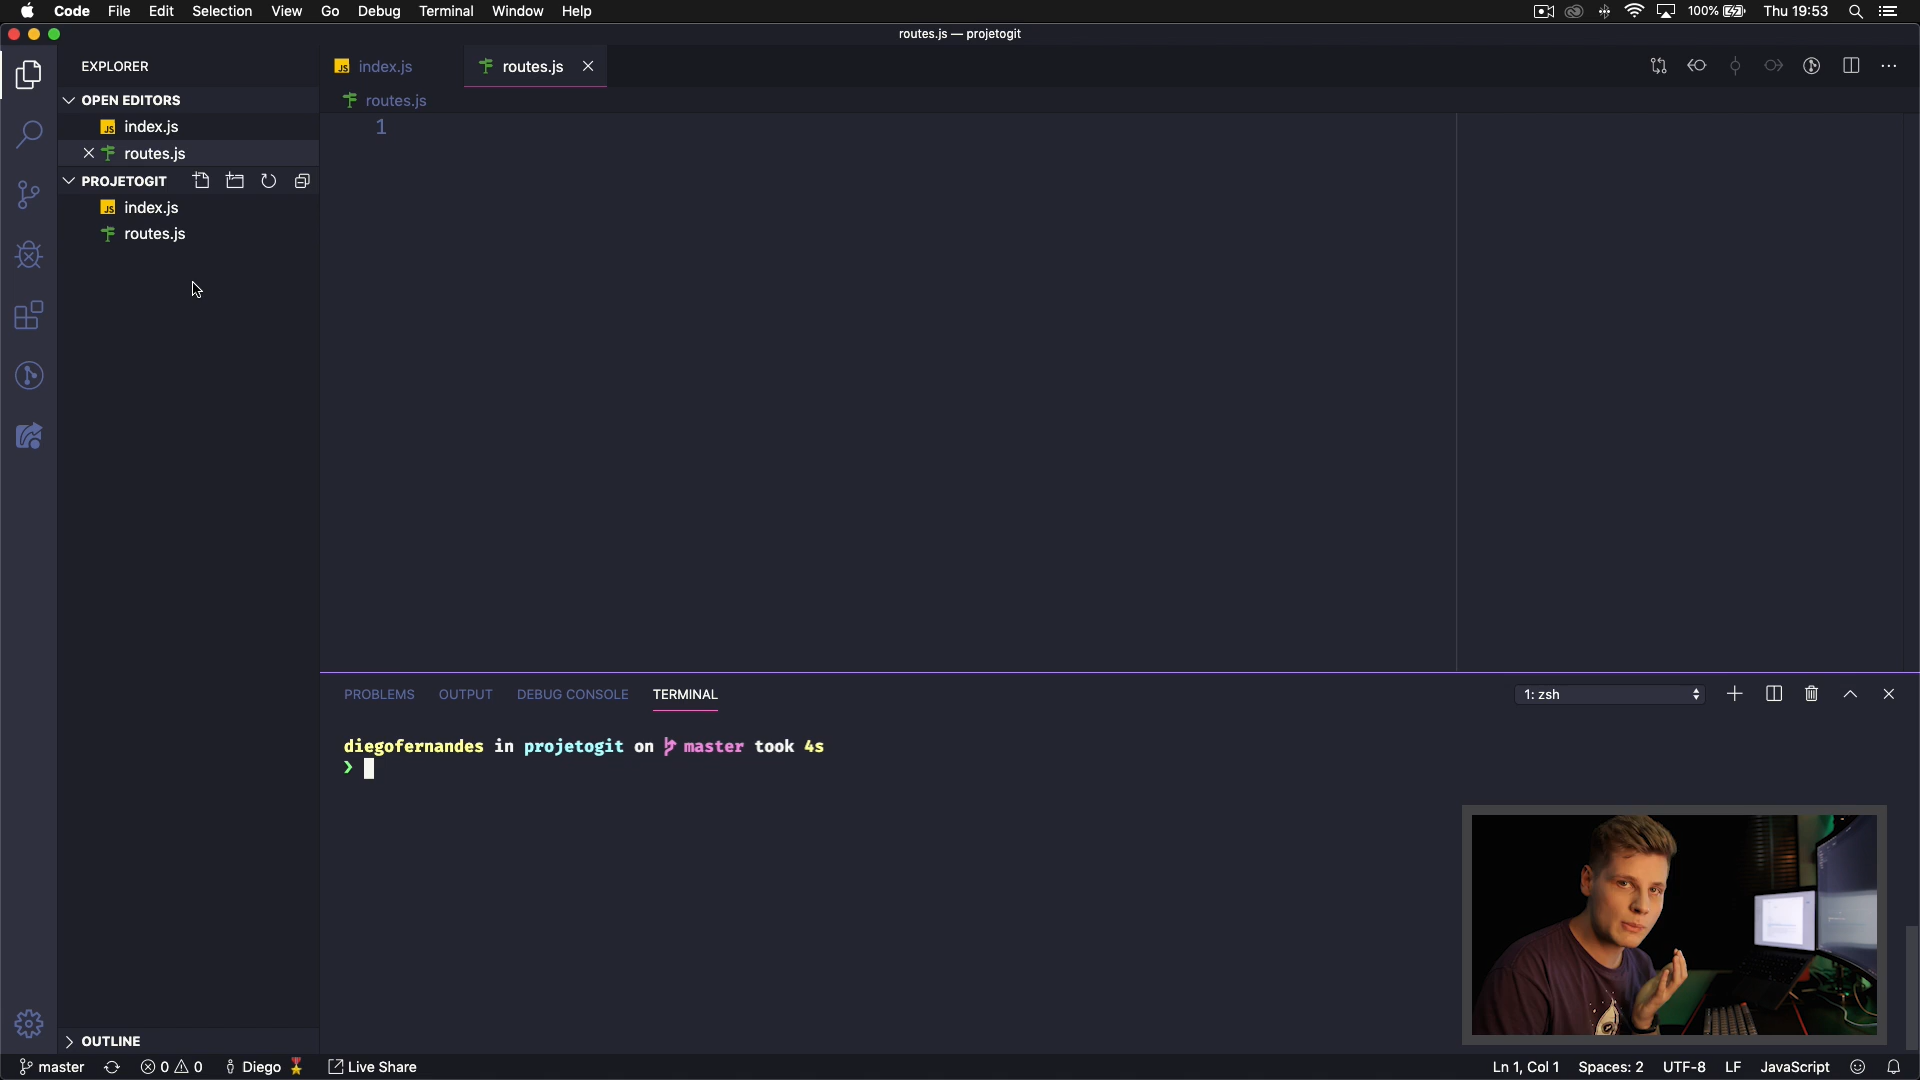 Code File Edit Selection View Go Debug Terminal Window Help
100% Thu 19:53
routes.js — projetogit
EXPLORER
OPEN EDITORS
JS index.js
routes.js
PROJETOGIT
JS index.js
routes.js
OUTLINE
JS index.js
routes.js
routes.js
1
PROBLEMS OUTPUT DEBUG CONSOLE TERMINAL
1: zsh
diegofernandes in projetogit on master took 4s
❯
master 0 0 Diego Live Share
Ln 1, Col 1 Spaces: 2 UTF-8 LF JavaScript